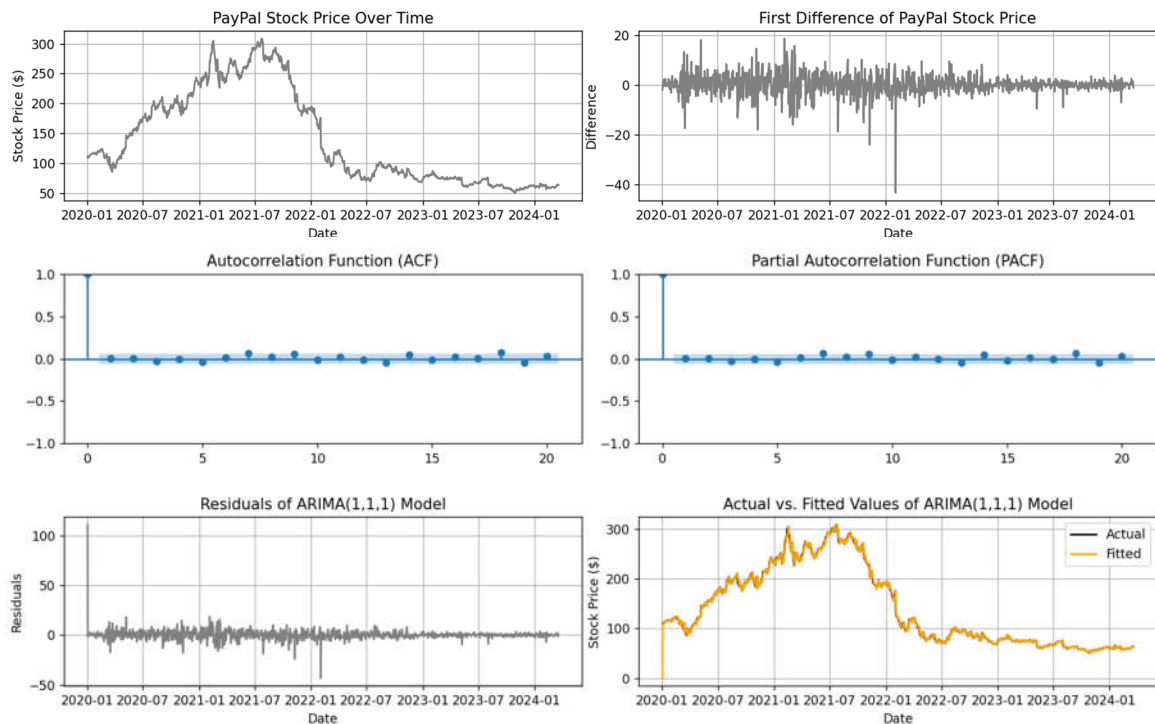 PayPal Stock Price Over Time
Stock Price ($)
300
250
200
150
100
50
2020-01 2020-07 2021-01 2021-07 2022-01 2022-07 2023-01 2023-07 2024-01
Date
First Difference of PayPal Stock Price
Difference
20
0
−20
−40
2020-01 2020-07 2021-01 2021-07 2022-01 2022-07 2023-01 2023-07 2024-01
Date
Autocorrelation Function (ACF)
1.0
0.5
0.0
−0.5
−1.0
0 5 10 15 20
Partial Autocorrelation Function (PACF)
1.0
0.5
0.0
−0.5
−1.0
0 5 10 15 20
Residuals of ARIMA(1,1,1) Model
Residuals
100
50
0
−50
2020-01 2020-07 2021-01 2021-07 2022-01 2022-07 2023-01 2023-07 2024-01
Date
Actual vs. Fitted Values of ARIMA(1,1,1) Model
Stock Price ($)
300
200
100
0
Actual
Fitted
2020-01 2020-07 2021-01 2021-07 2022-01 2022-07 2023-01 2023-07 2024-01
Date